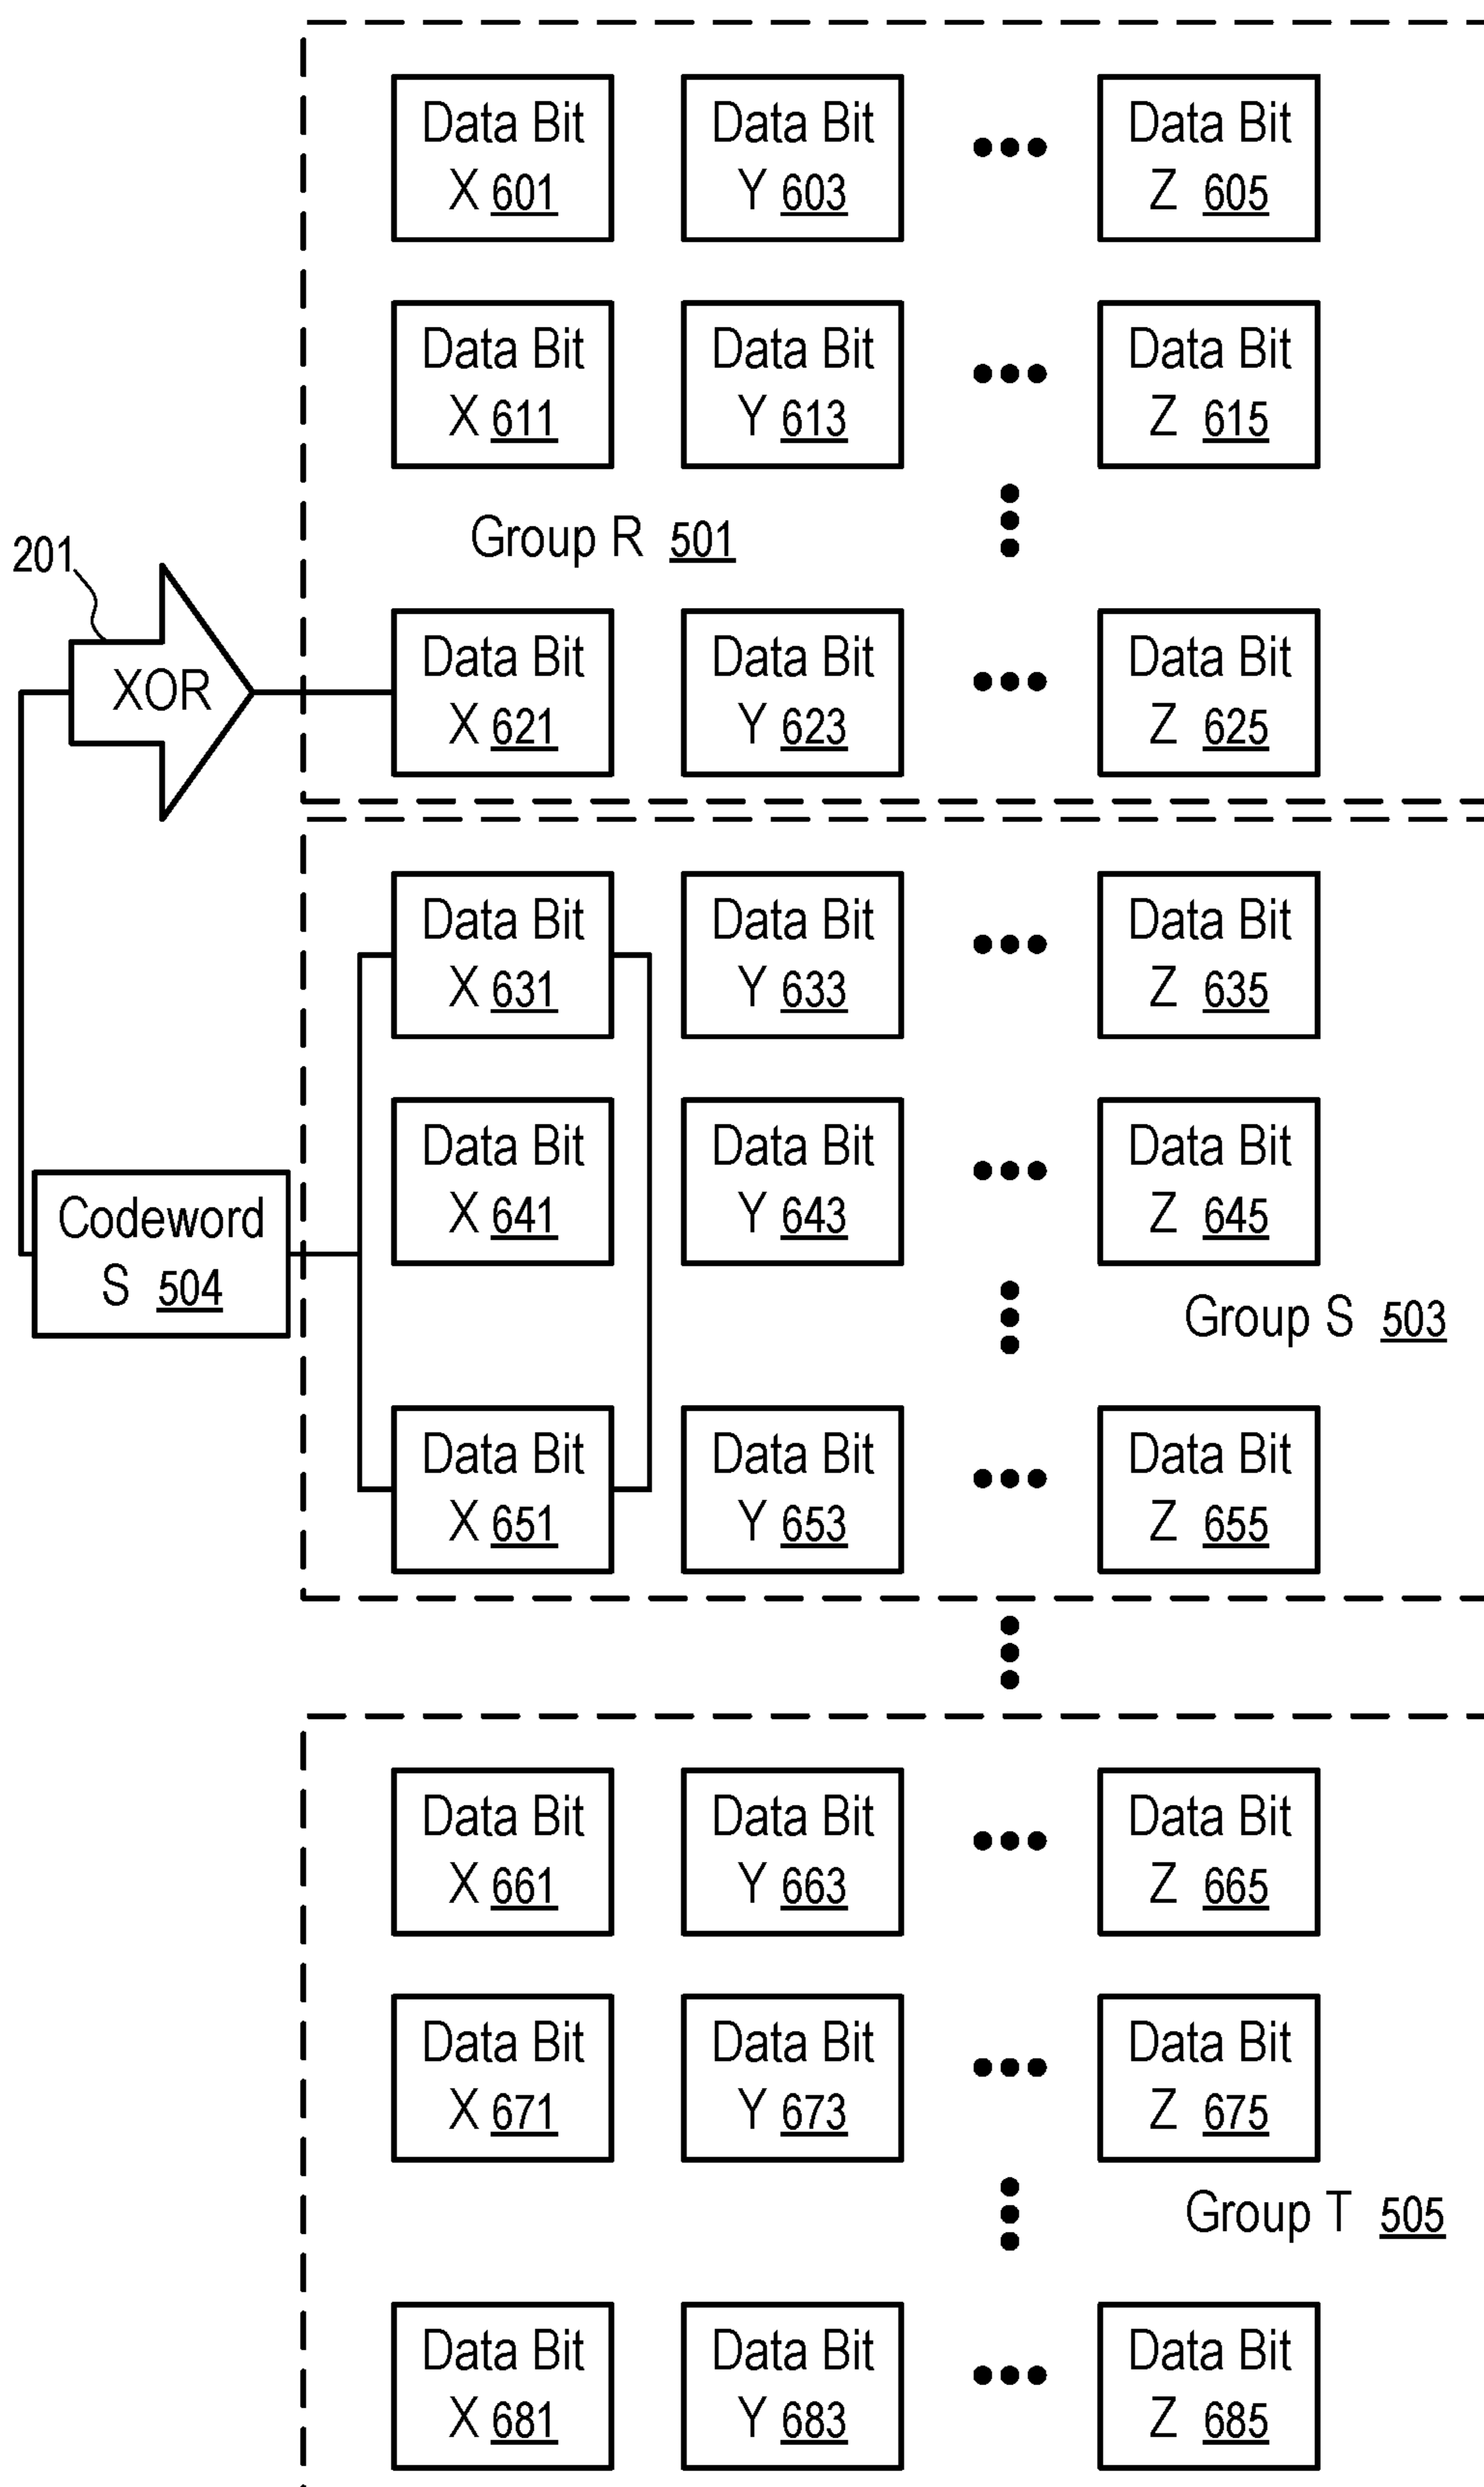 Data Bit
X 601
Data Bit
Y 603
Data Bit
Z 605
Data Bit
X 611
Data Bit
Y 613
Data Bit
Z 615
Group R 501
201
XOR
Data Bit
X 621
Data Bit
Y 623
Data Bit
Z 625
Data Bit
X 631
Data Bit
Y 633
Data Bit
Z 635
Data Bit
X 641
Data Bit
Y 643
Data Bit
Z 645
Codeword
S 504
Group S 503
Data Bit
X 651
Data Bit
Y 653
Data Bit
Z 655
Data Bit
X 661
Data Bit
Y 663
Data Bit
Z 665
Data Bit
X 671
Data Bit
Y 673
Data Bit
Z 675
Group T 505
Data Bit
X 681
Data Bit
Y 683
Data Bit
Z 685